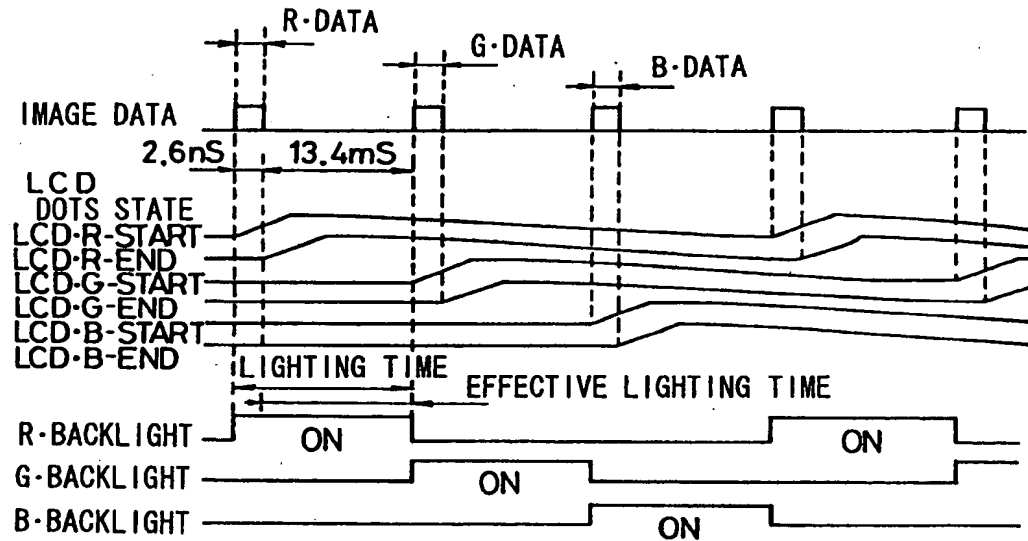 R·DATA
G·DATA
B·DATA
IMAGE DATA
2.6nS 13.4mS
LCD
DOTS STATE
LCD·R-START
LCD·R-END
LCD·G-START
LCD·G-END
LCD·B-START
LCD·B-END
LIGHTING TIME
EFFECTIVE LIGHTING TIME
R·BACKLIGHT ON ON
G·BACKLIGHT ON
B·BACKLIGHT ON